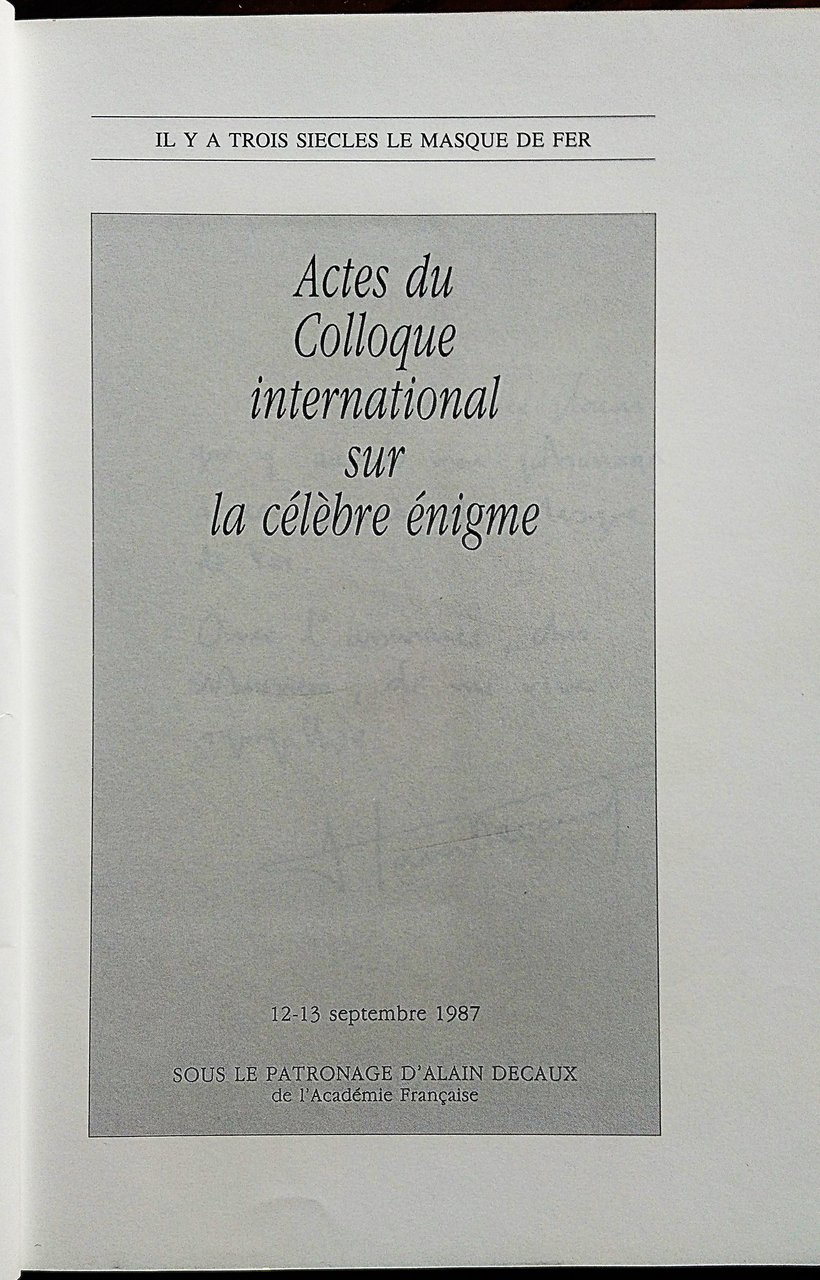 IL Y A TROIS SIECLES LE MASQUE DE FER
Actes du
Colloque
international
sur
la célèbre énigme
12-13 septembre 1987
SOUS LE PATRONAGE D'ALAIN DECAUX
de l'Académie Française